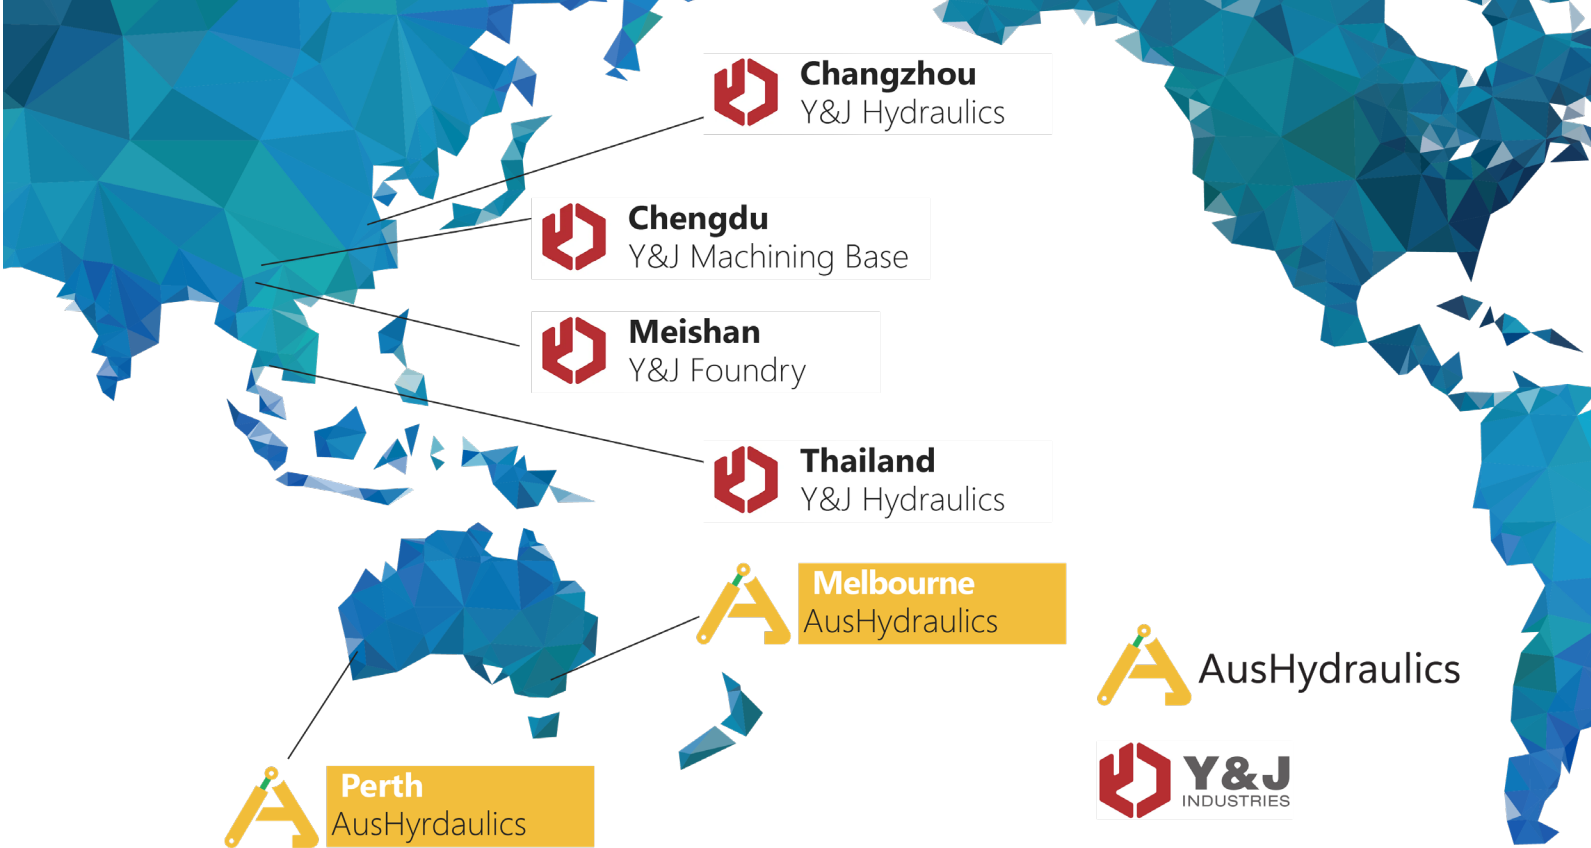 Changzhou
Y&J Hydraulics
Chengdu
Y&J Machining Base
Meishan
Y&J Foundry
Thailand
Y&J Hydraulics
Melbourne
AusHydraulics
AusHydraulics
Y&J
INDUSTRIES
Perth
AusHyrdaulics